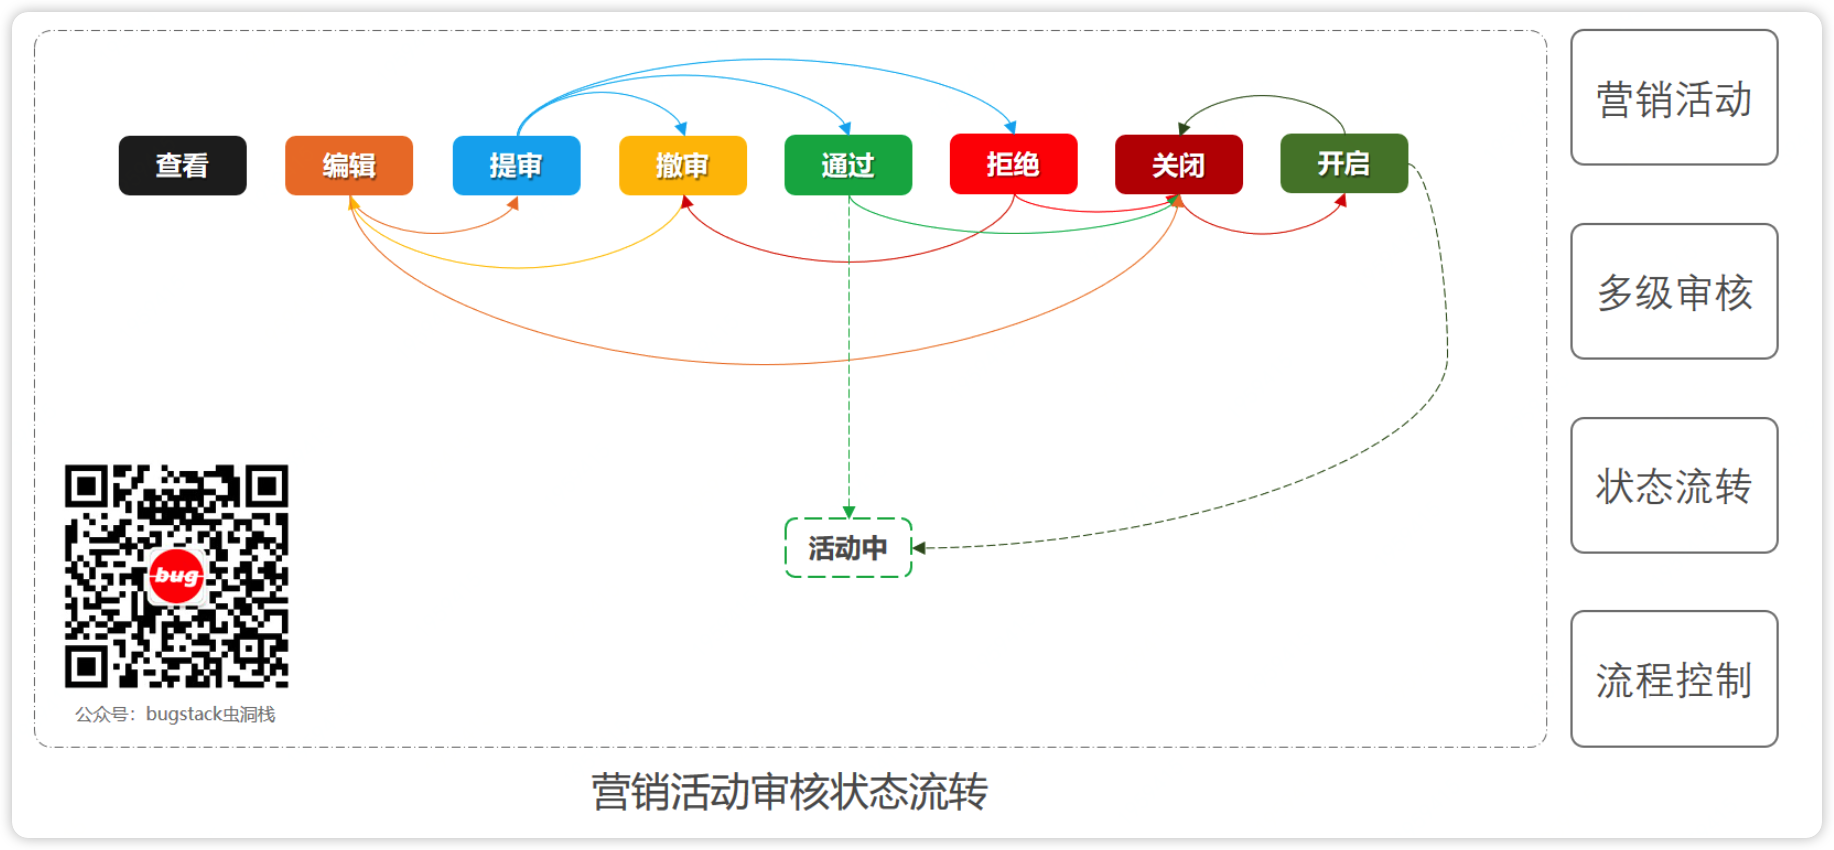 查看
编辑
提审
撤审
通过
拒绝
关闭
开启
活动中
bug
公众号：bugstack虫洞栈
营销活动审核状态流转
营销活动
多级审核
状态流转
流程控制